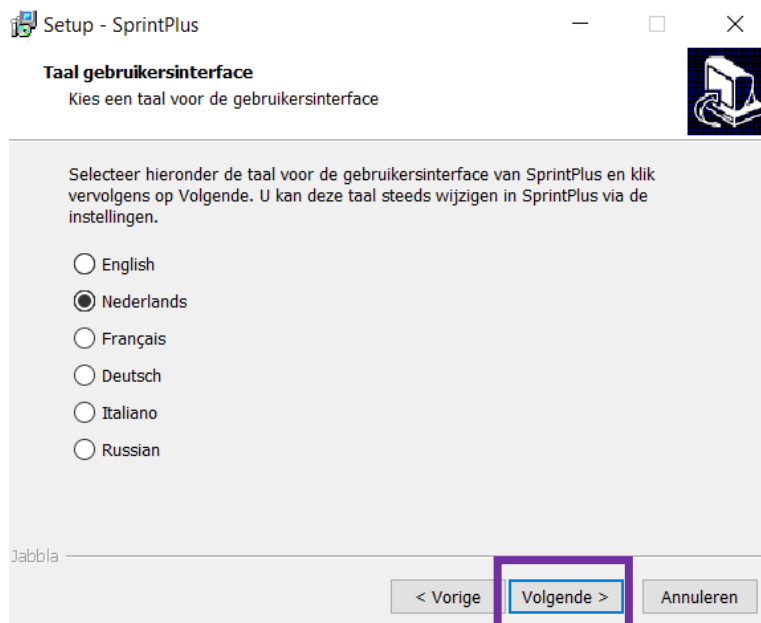 Setup - SprintPlus
Taal gebruikersinterface
Kies een taal voor de gebruikersinterface
Selecteer hieronder de taal voor de gebruikersinterface van SprintPlus en klik
vervolgens op Volgende. U kan deze taal steeds wijzigen in SprintPlus via de
instellingen.
English
Nederlands
Français
Deutsch
Italiano
Russian
Jabbla
< Vorige
Volgende >
Annuleren